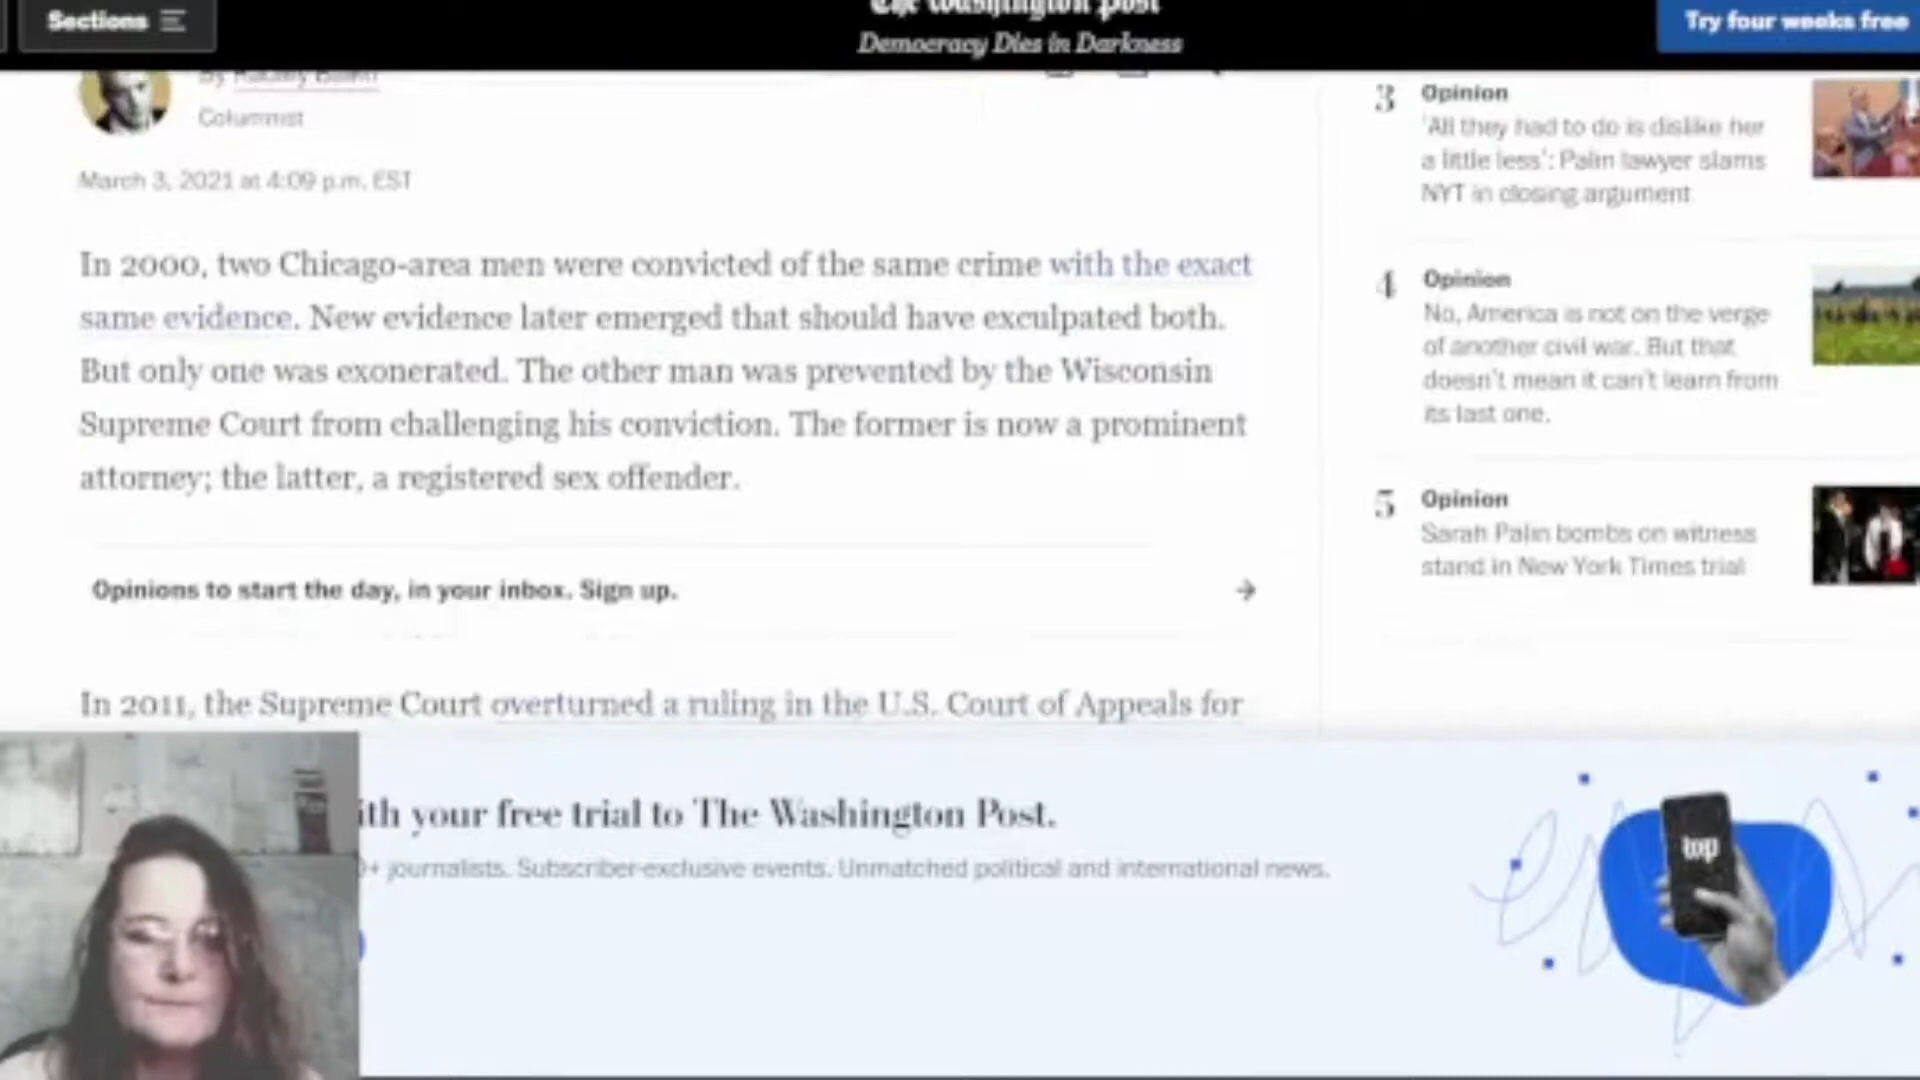 Sections
The Washington Post
Democracy Dies in Darkness
Try four weeks free
By
Columnist
March 3, 2021 at 4:09 p.m. EST
In 2000, two Chicago-area men were convicted of the same crime with the exact
same evidence. New evidence later emerged that should have exculpated both.
But only one was exonerated. The other man was prevented by the Wisconsin
Supreme Court from challenging his conviction. The former is now a prominent
attorney; the latter, a registered sex offender.
Opinions to start the day, in your inbox. Sign up.
In 2011, the Supreme Court overturned a ruling in the U.S. Court of Appeals for
3
Opinion
'All they had to do is dislike her
a little less': Palin lawyer slams
NYT in closing argument
4
Opinion
No, America is not on the verge
of another civil war. But that
doesn't mean it can't learn from
its last one.
5
Opinion
Sarah Palin bombs on witness
stand in New York Times trial
ith your free trial to The Washington Post.
+ journalists. Subscriber-exclusive events. Unmatched political and international news.
wp